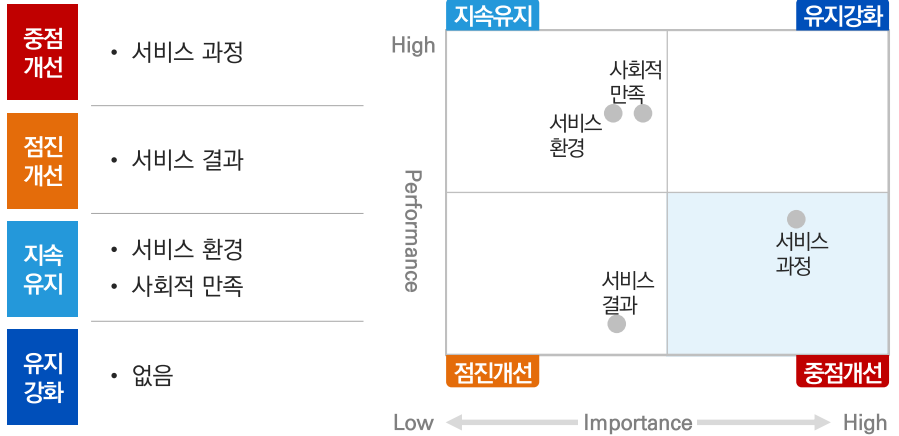 중점
개선
• 서비스 과정
점진
개선
• 서비스 결과
지속
유지
• 서비스 환경
• 사회적 만족
유지
강화
• 없음
지속유지
유지강화
High
사회적
만족
서비스
환경
Performance
서비스
과정
서비스
결과
점진개선
중점개선
Low
Importance
High